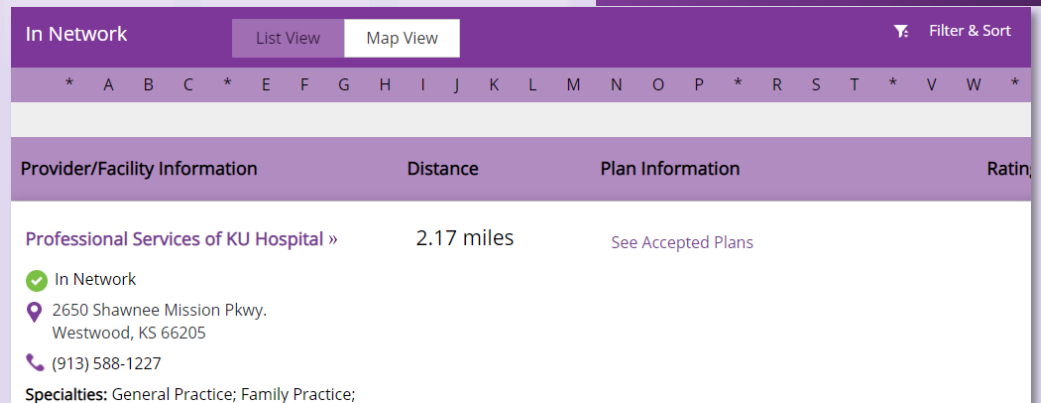 In Network List View Map View Filter & Sort
* A B C * E F G H I J K L M N O P * R S T * V W *
Provider/Facility Information Distance Plan Information Rating
Professional Services of KU Hospital » 2.17 miles See Accepted Plans
In Network
2650 Shawnee Mission Pkwy.
Westwood, KS 66205
(913) 588-1227
Specialties: General Practice; Family Practice;